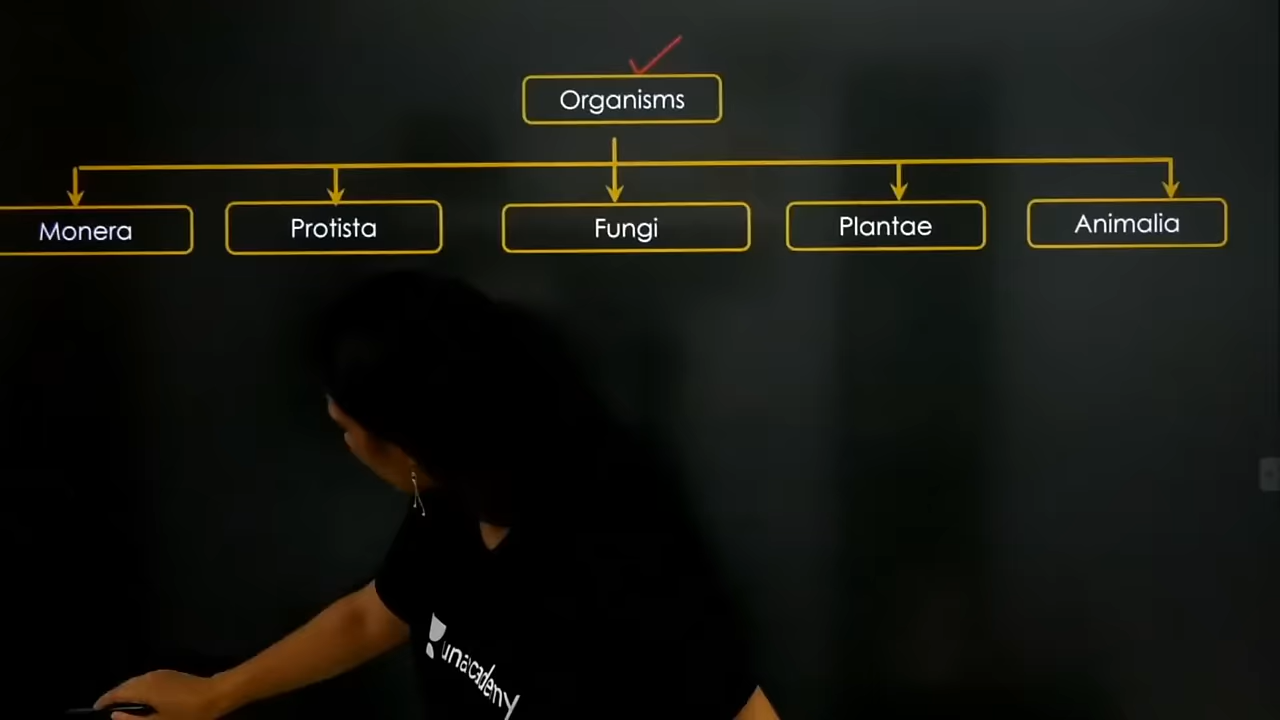 Organisms
Monera
Protista
Fungi
Plantae
Animalia
unacademy